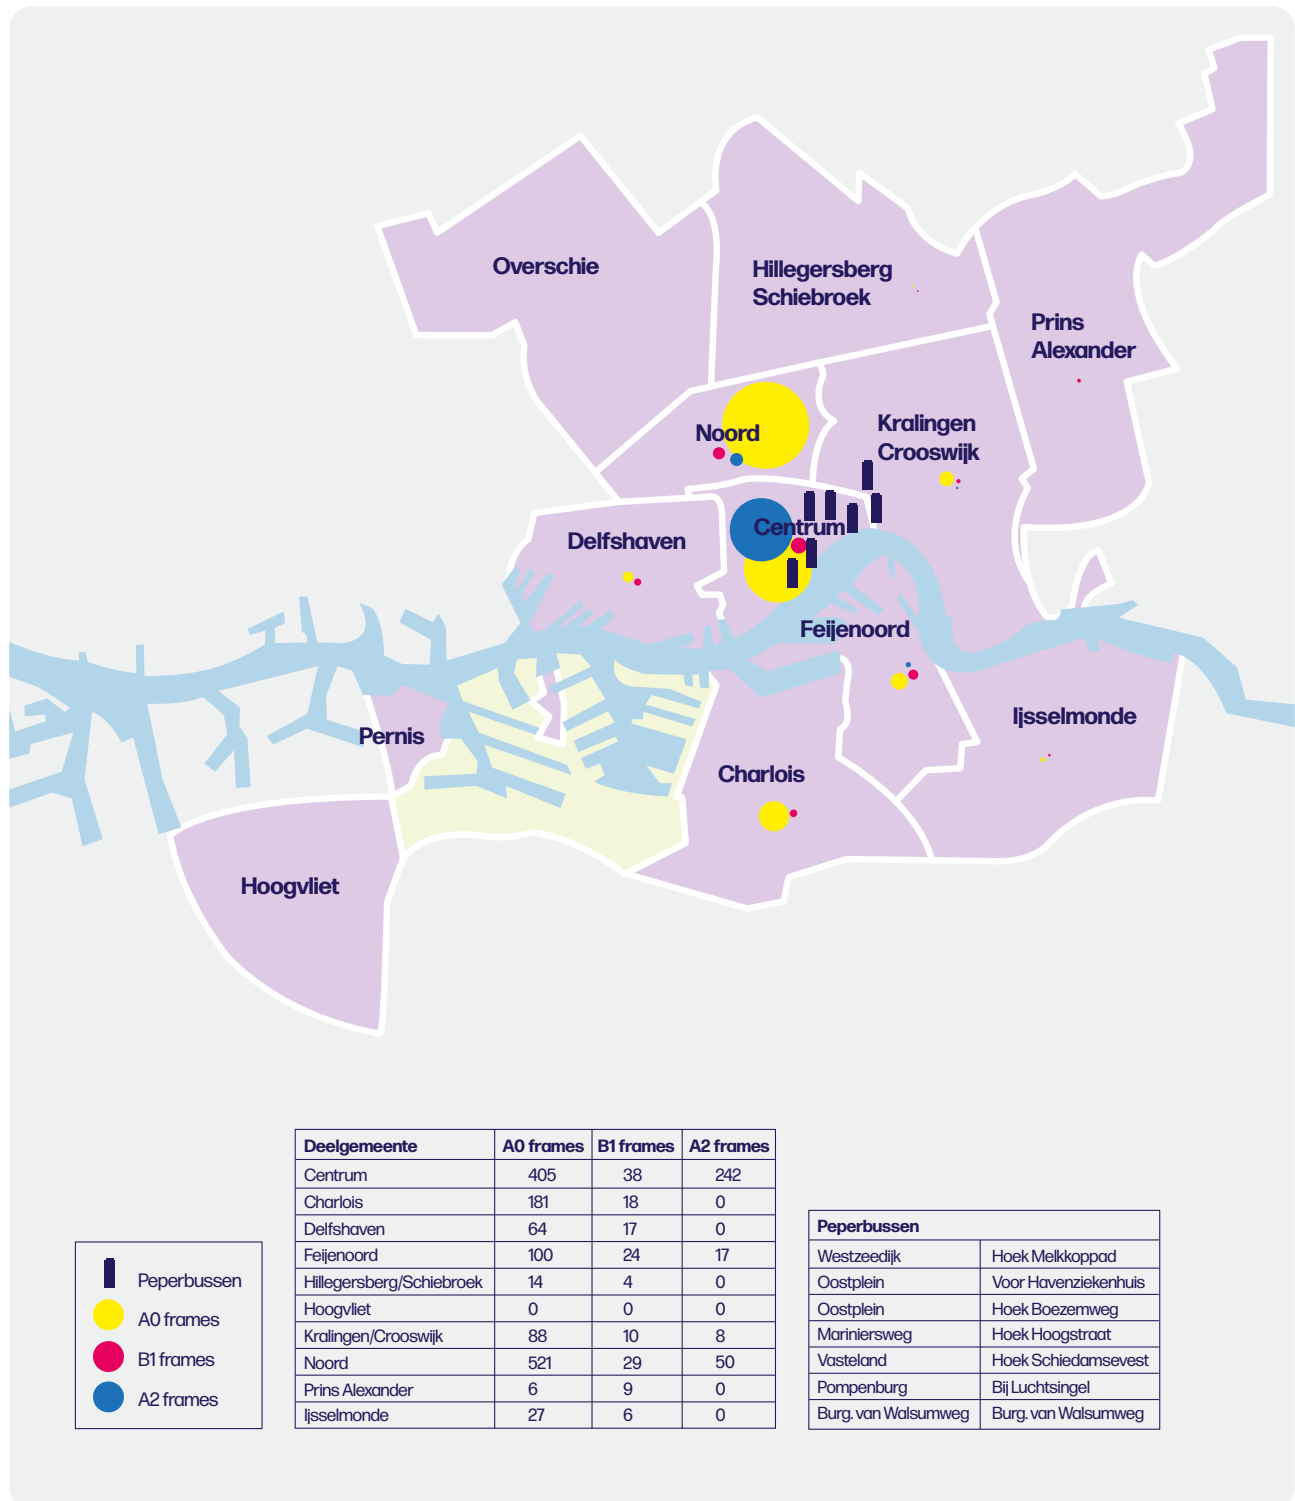 Overschie
Hillegersberg
Schiebroek
Prins
Alexander
Noord
Kralingen
Crooswijk
Centrum
Delfshaven
Feijenoord
Ijsselmonde
Pernis
Charlois
Hoogvliet
Deelgemeente A0 frames B1 frames A2 frames
Centrum 405 38 242
Charlois 181 18 0
Delfshaven 64 17 0
Feijenoord 100 24 17
Hillegersberg/Schiebroek 14 4 0
Hoogvliet 0 0 0
Kralingen/Crooswijk 88 10 8
Noord 521 29 50
Prins Alexander 6 9 0
Ijsselmonde 27 6 0
Peperbussen
Westzeedijk Hoek Melkkoppad
Oostplein Voor Havenziekenhuis
Oostplein Hoek Boezemweg
Mariniersweg Hoek Hoogstraat
Vasteland Hoek Schiedamsevest
Pompenburg Bij Luchtsingel
Burg. van Walsumweg Burg. van Walsumweg
Peperbussen
A0 frames
B1 frames
A2 frames